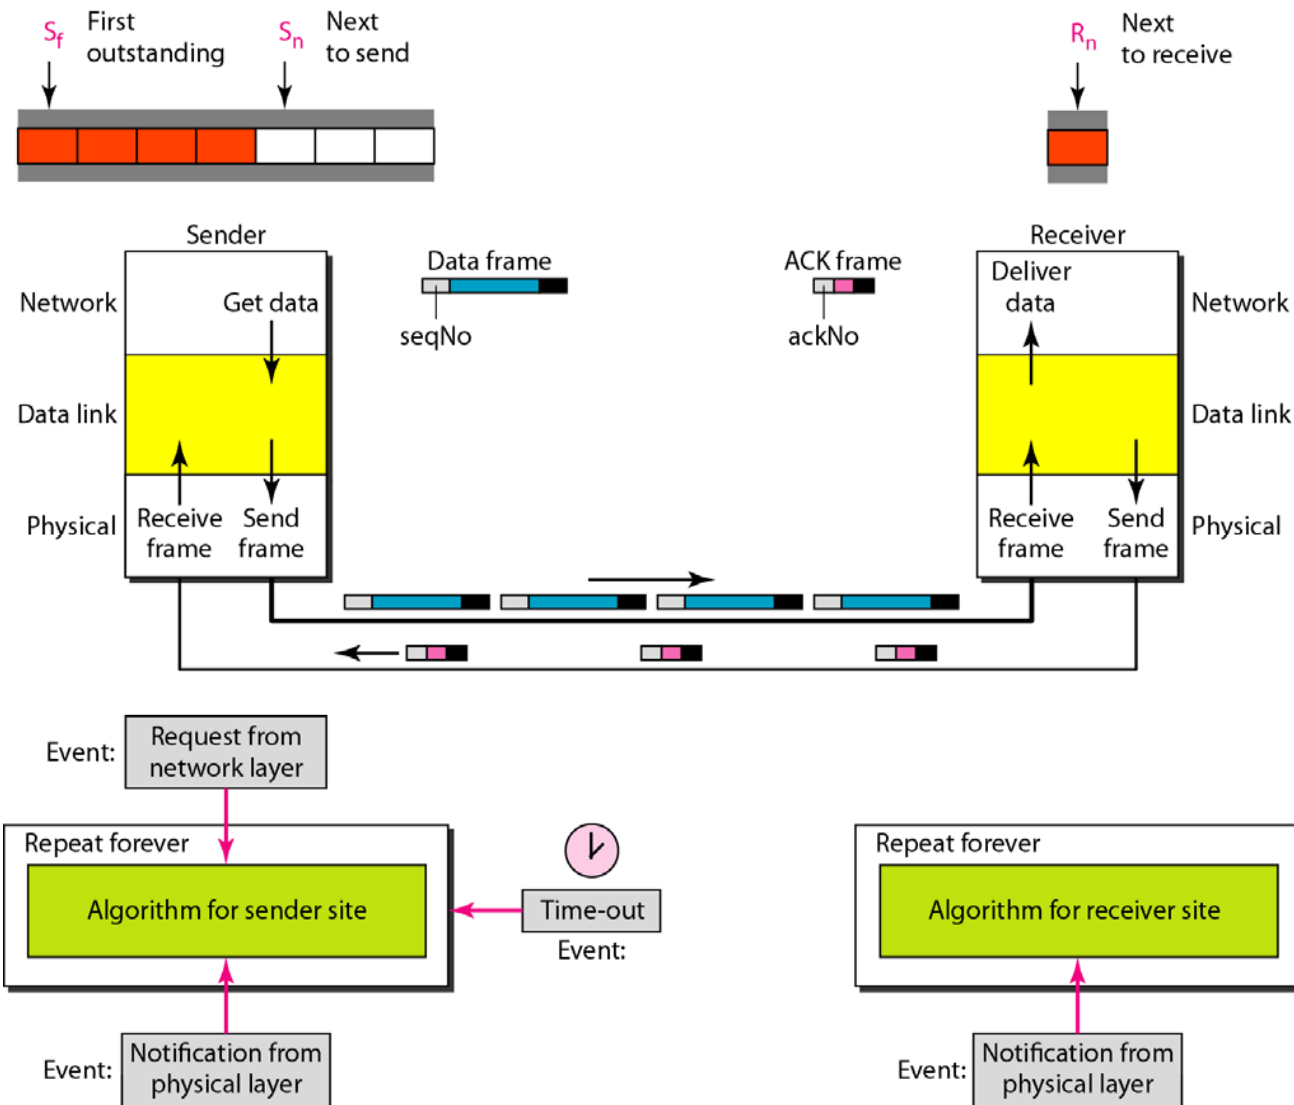 S_f First
outstanding
S_n Next
to send
R_n Next
to receive
Sender
Receiver
Data frame
ACK frame
seqNo
ackNo
Network
Get data
Deliver
data
Network
Data link
Data link
Physical
Receive
frame
Send
frame
Receive
frame
Send
frame
Physical
Event:
Request from
network layer
Repeat forever
Algorithm for sender site
Time-out
Event:
Repeat forever
Algorithm for receiver site
Event:
Notification from
physical layer
Event:
Notification from
physical layer